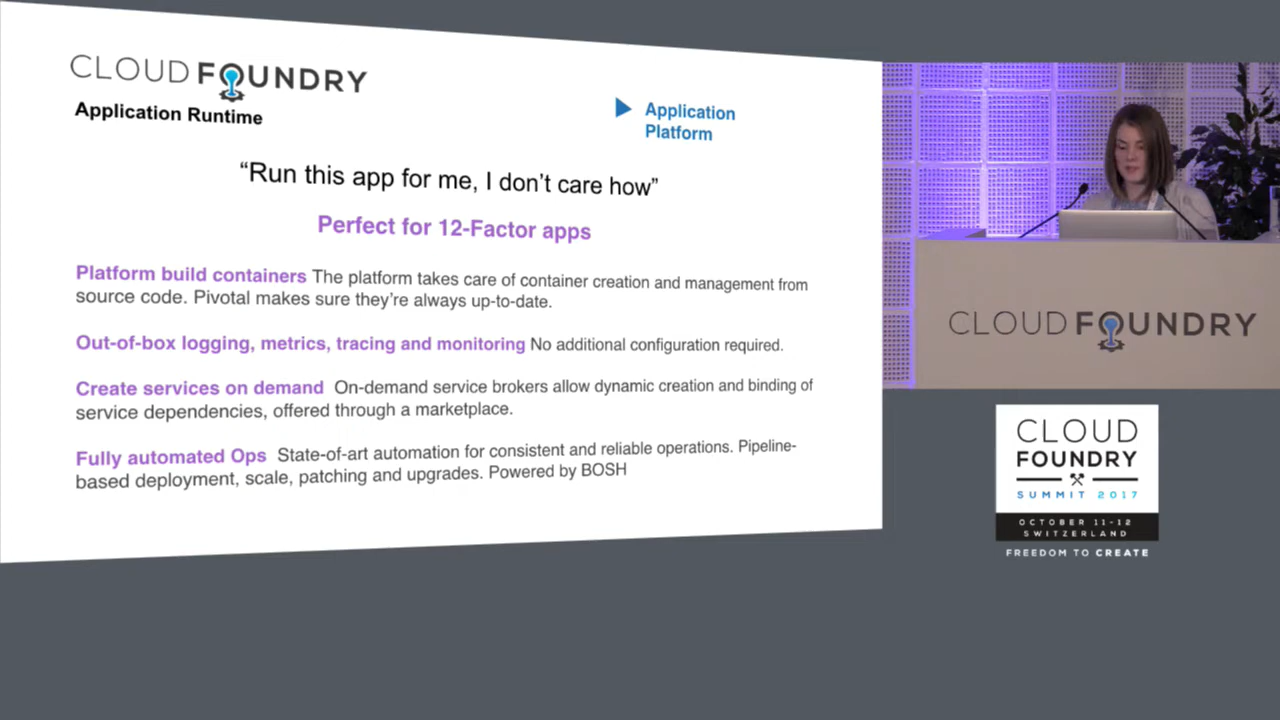 CLOUD FOUNDRY
Application Runtime
Application
Platform
“Run this app for me, I don’t care how”
Perfect for 12-Factor apps
Platform build containers The platform takes care of container creation and management from
source code. Pivotal makes sure they’re always up-to-date.
Out-of-box logging, metrics, tracing and monitoring No additional configuration required.
Create services on demand On-demand service brokers allow dynamic creation and binding of
service dependencies, offered through a marketplace.
Fully automated Ops State-of-art automation for consistent and reliable operations. Pipeline-
based deployment, scale, patching and upgrades. Powered by BOSH
CLOUD FOUNDRY
CLOUD
FOUNDRY
SUMMIT 2017
OCTOBER 11-12
SWITZERLAND
FREEDOM TO CREATE